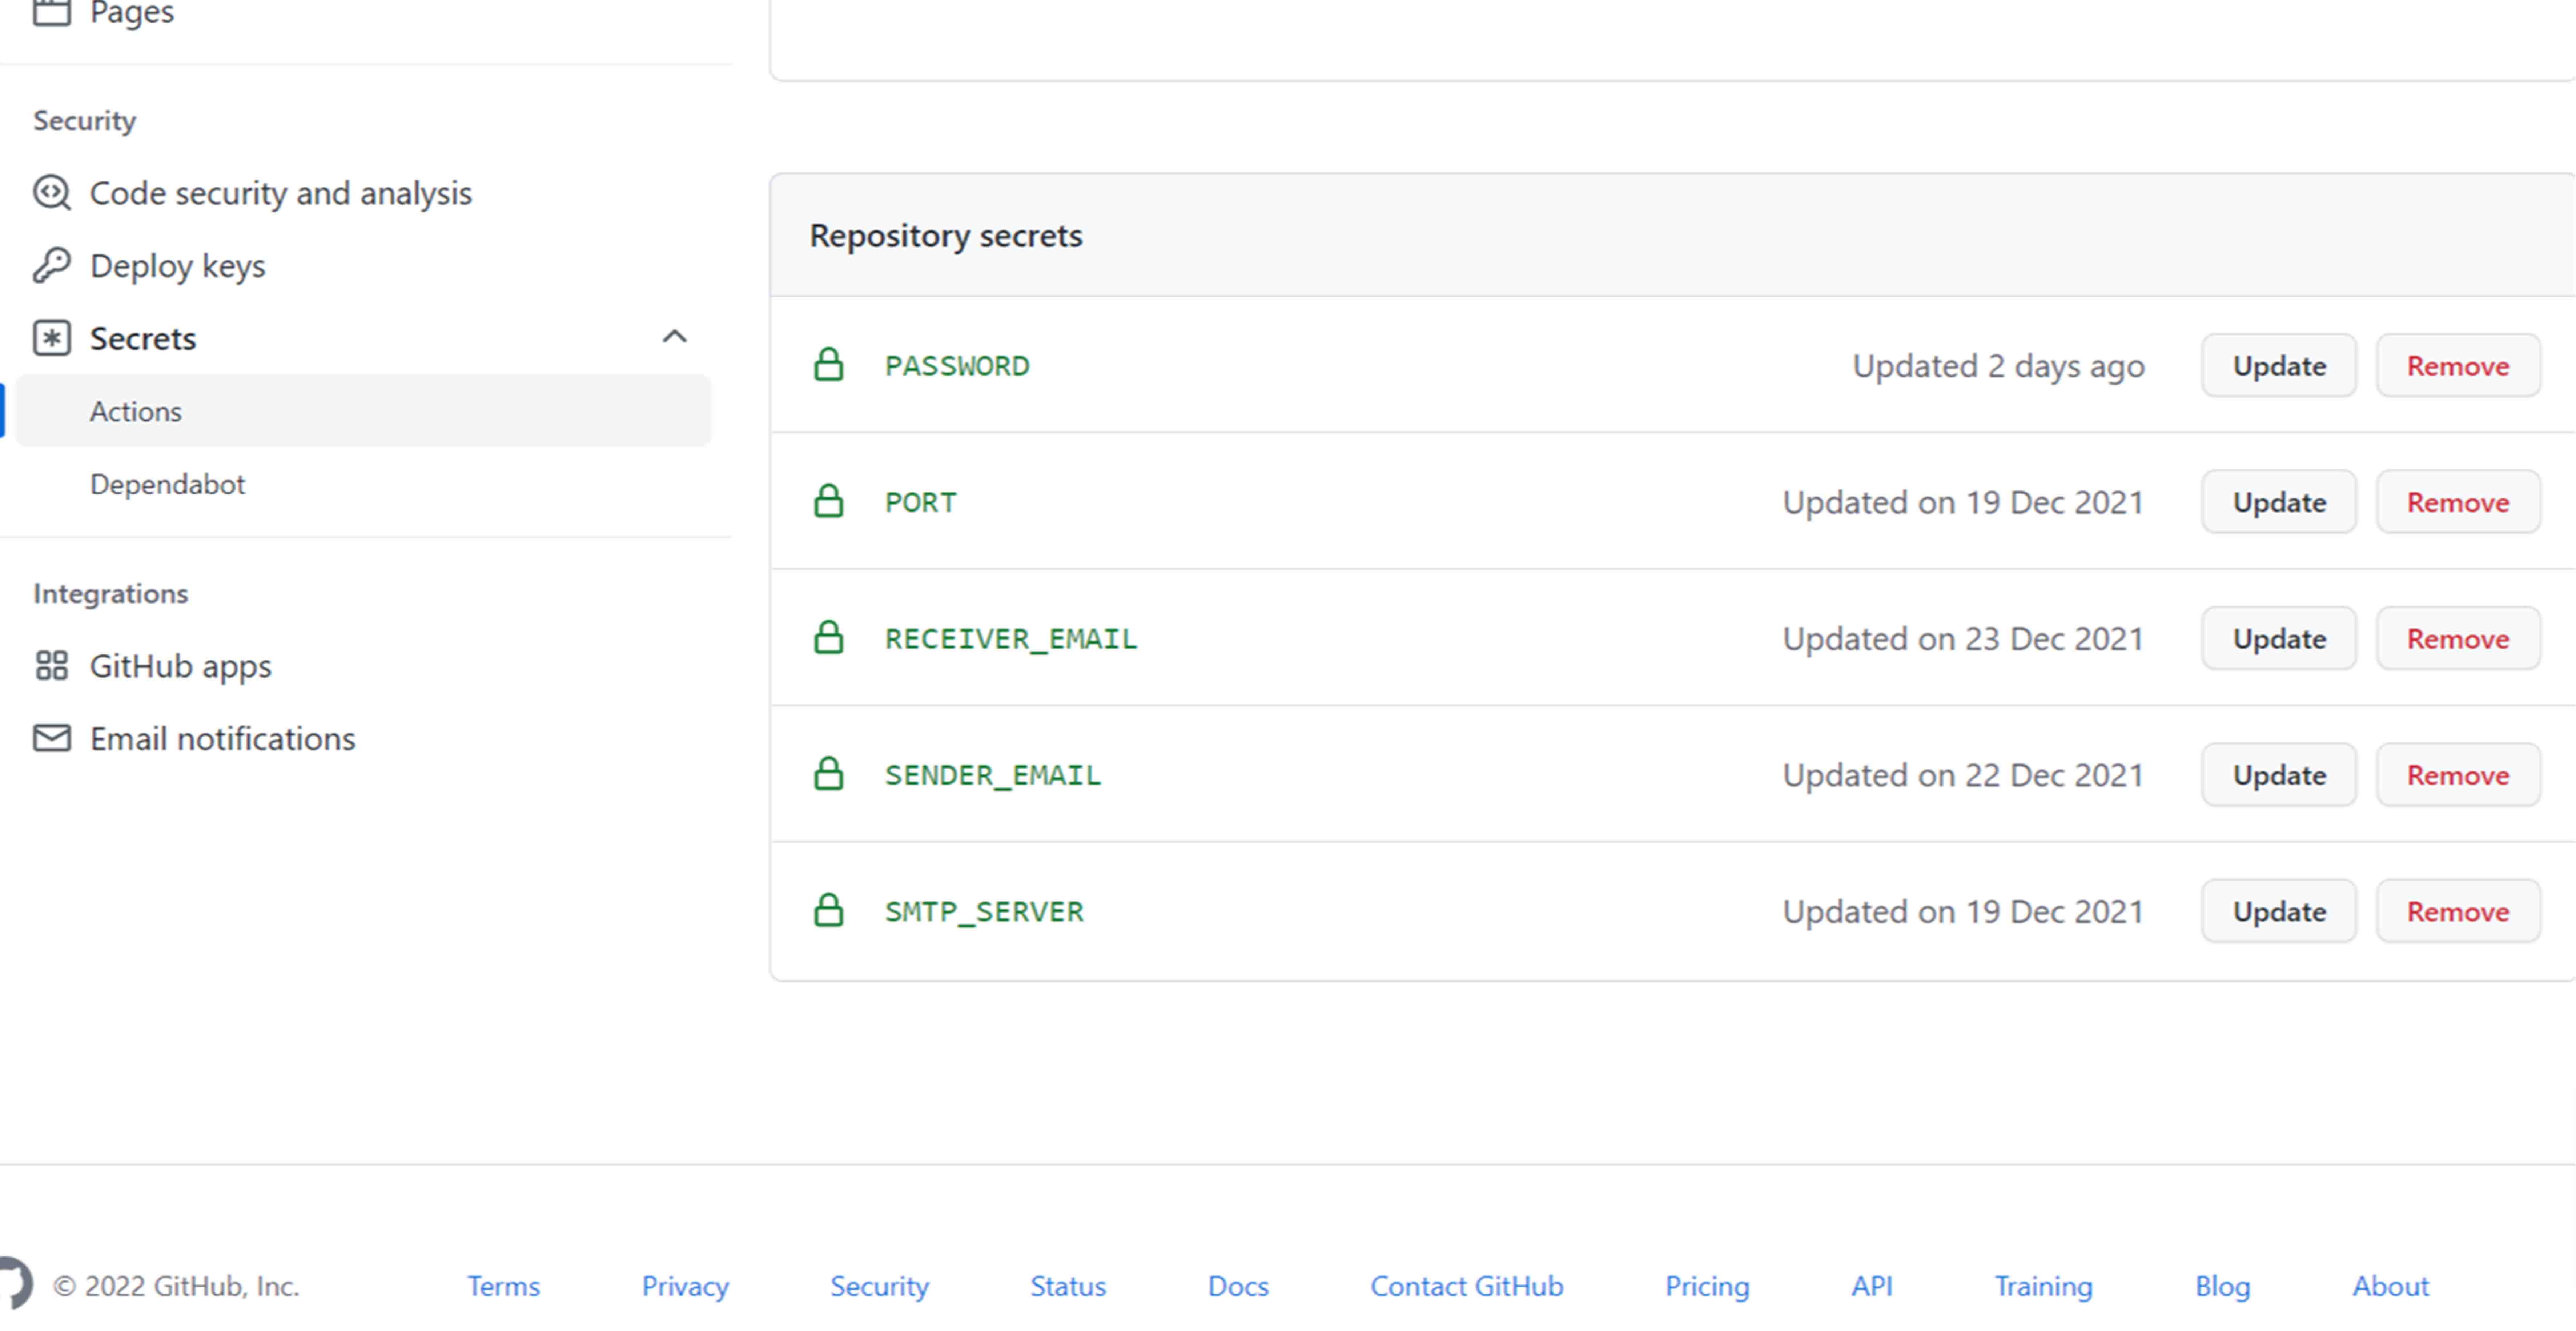 Pages
Security
Code security and analysis
Deploy keys
Secrets
Actions
Dependabot
Integrations
GitHub apps
Email notifications
Repository secrets
PASSWORD Updated 2 days ago Update Remove
PORT Updated on 19 Dec 2021 Update Remove
RECEIVER_EMAIL Updated on 23 Dec 2021 Update Remove
SENDER_EMAIL Updated on 22 Dec 2021 Update Remove
SMTP_SERVER Updated on 19 Dec 2021 Update Remove
© 2022 GitHub, Inc. Terms Privacy Security Status Docs Contact GitHub Pricing API Training Blog About